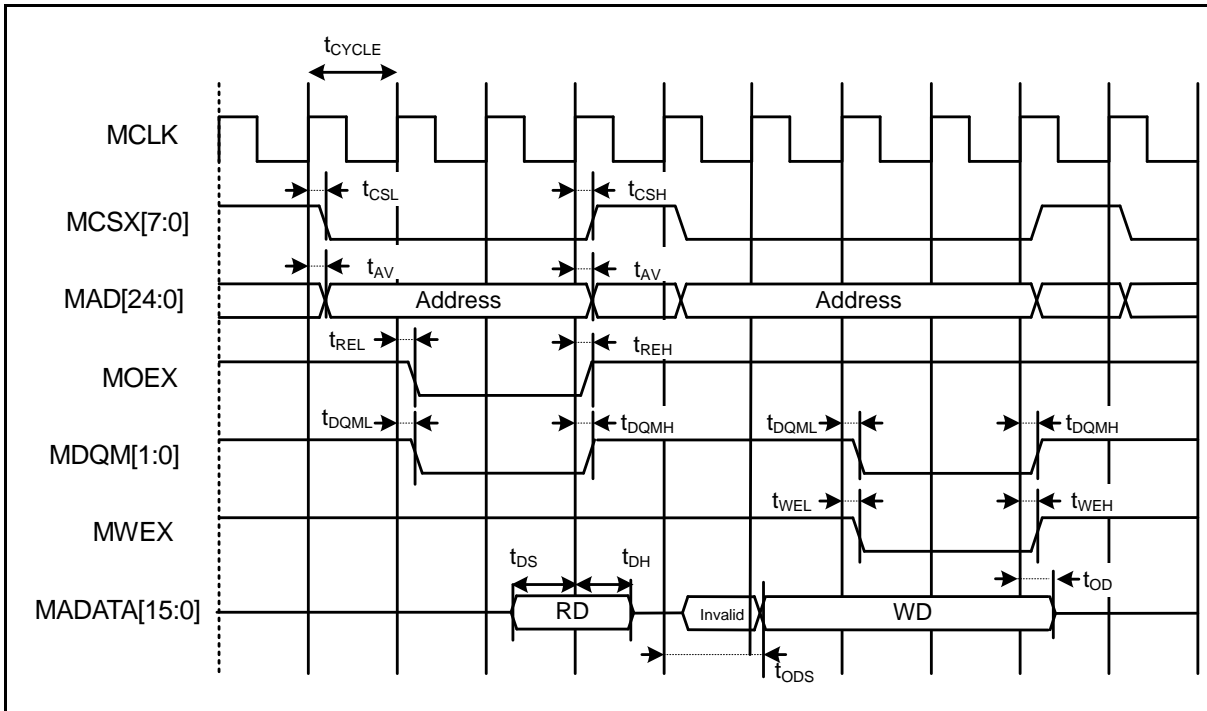 tCYCLE
MCLK
tCSL tCSH
MCSX[7:0]
tAV tAV
MAD[24:0] Address Address
tREL tREH
MOEX
tDQML tDQMH tDQML tDQMH
MDQM[1:0]
tWEL tWEH
MWEX
tDS tDH
tOD
MADATA[15:0] RD Invalid WD
tODS